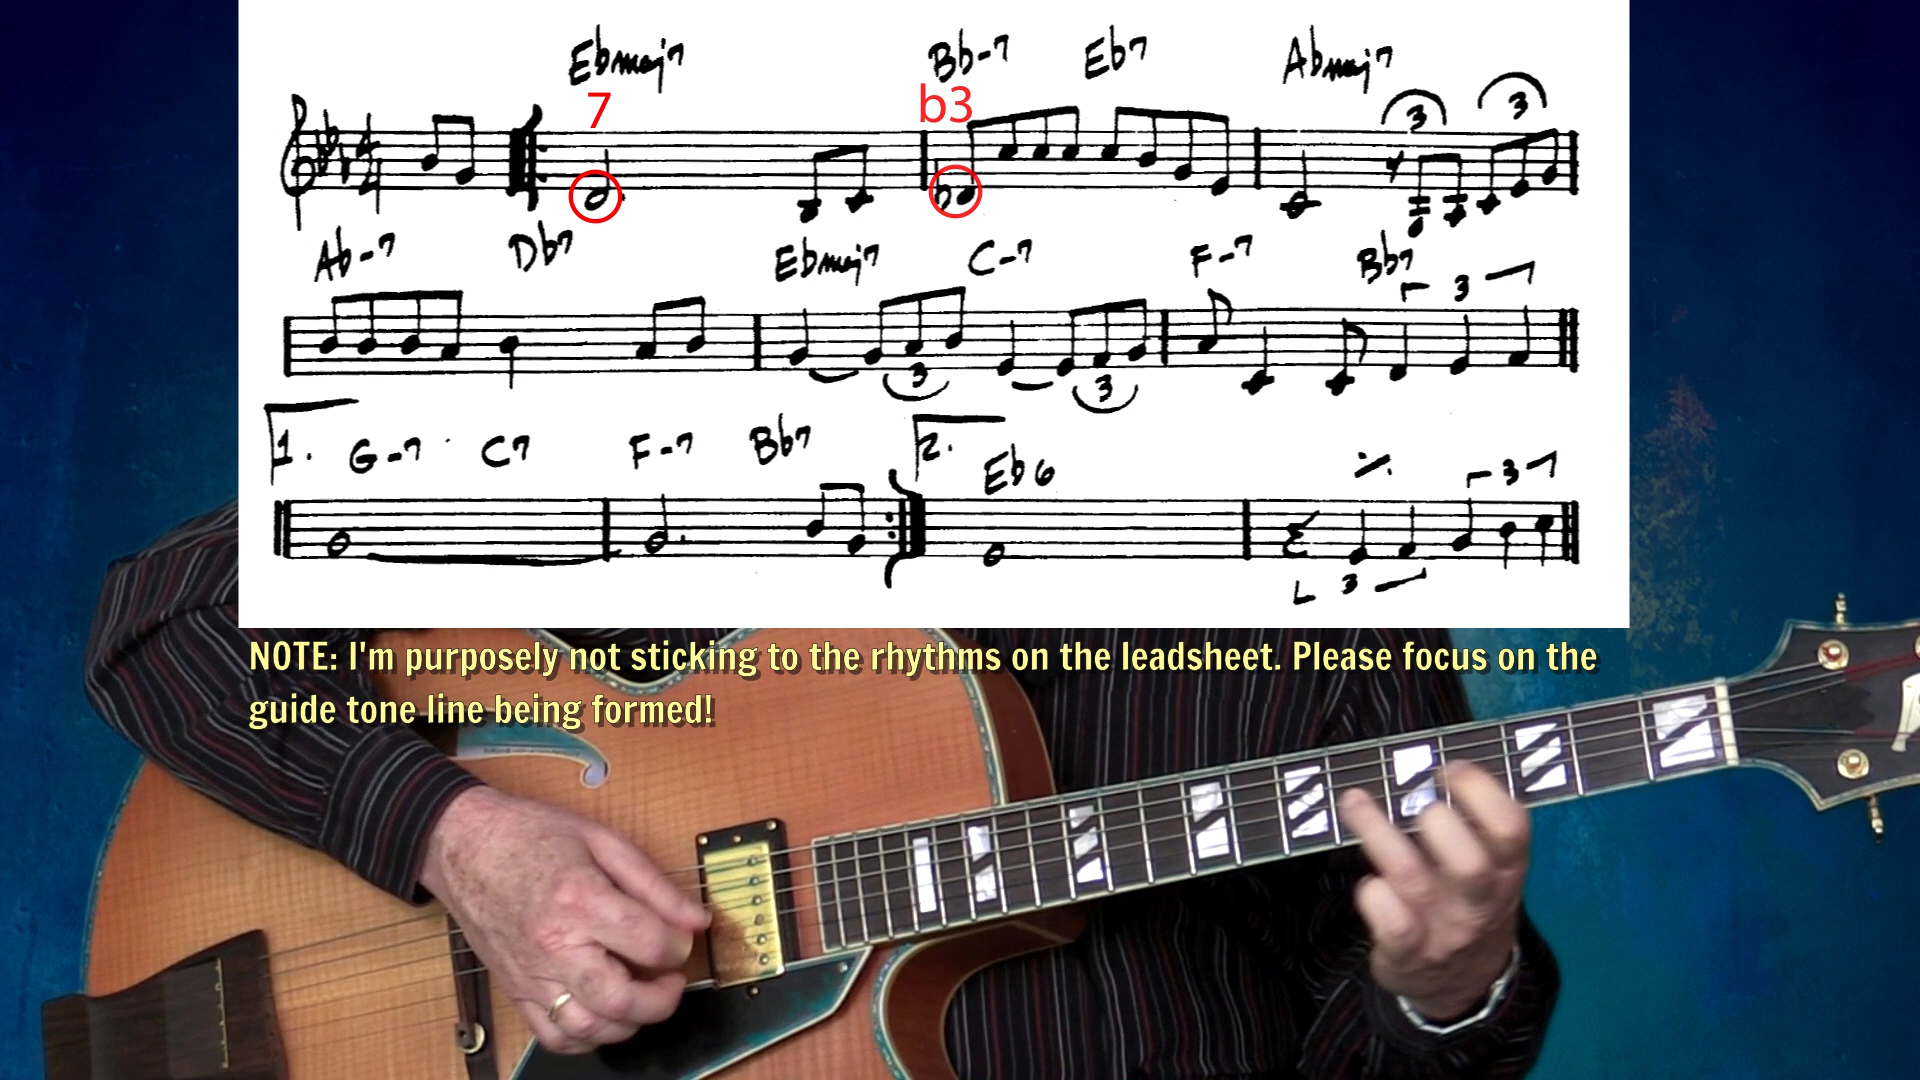 Ebmaj7 Bb-7 Eb7 Abmaj7
7 b3
3 3
Ab-7 Db7 Ebmaj7 C-7 F-7 Bb7
3
3 3
1. G-7 C7 F-7 Bb7 2. Eb6
3
3
NOTE: I'm purposely not sticking to the rhythms on the leadsheet. Please focus on the
guide tone line being formed!